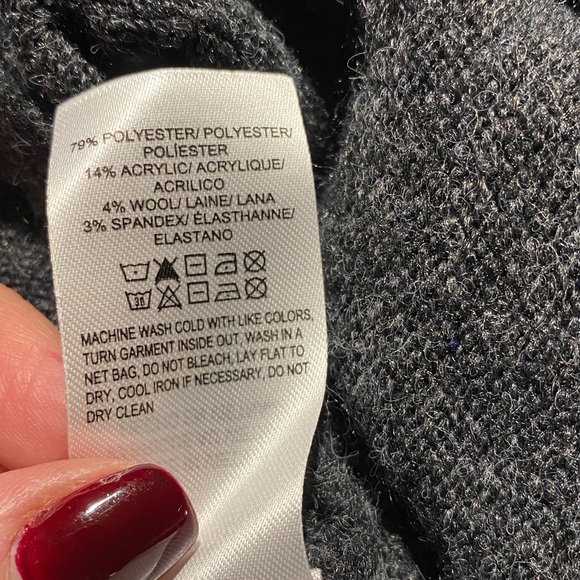 79% POLYESTER/ POLYESTER/
POLÍESTER
14% ACRYLIC/ ACRYLIQUE/
ACRILICO
4% WOOL/ LAINE/ LANA
3% SPANDEX/ ÉLASTHANNE/
ELASTANO
30
MACHINE WASH COLD WITH LIKE COLORS,
TURN GARMENT INSIDE OUT, WASH IN A
NET BAG, DO NOT BLEACH, LAY FLAT TO
DRY, COOL IRON IF NECESSARY, DO NOT
DRY CLEAN